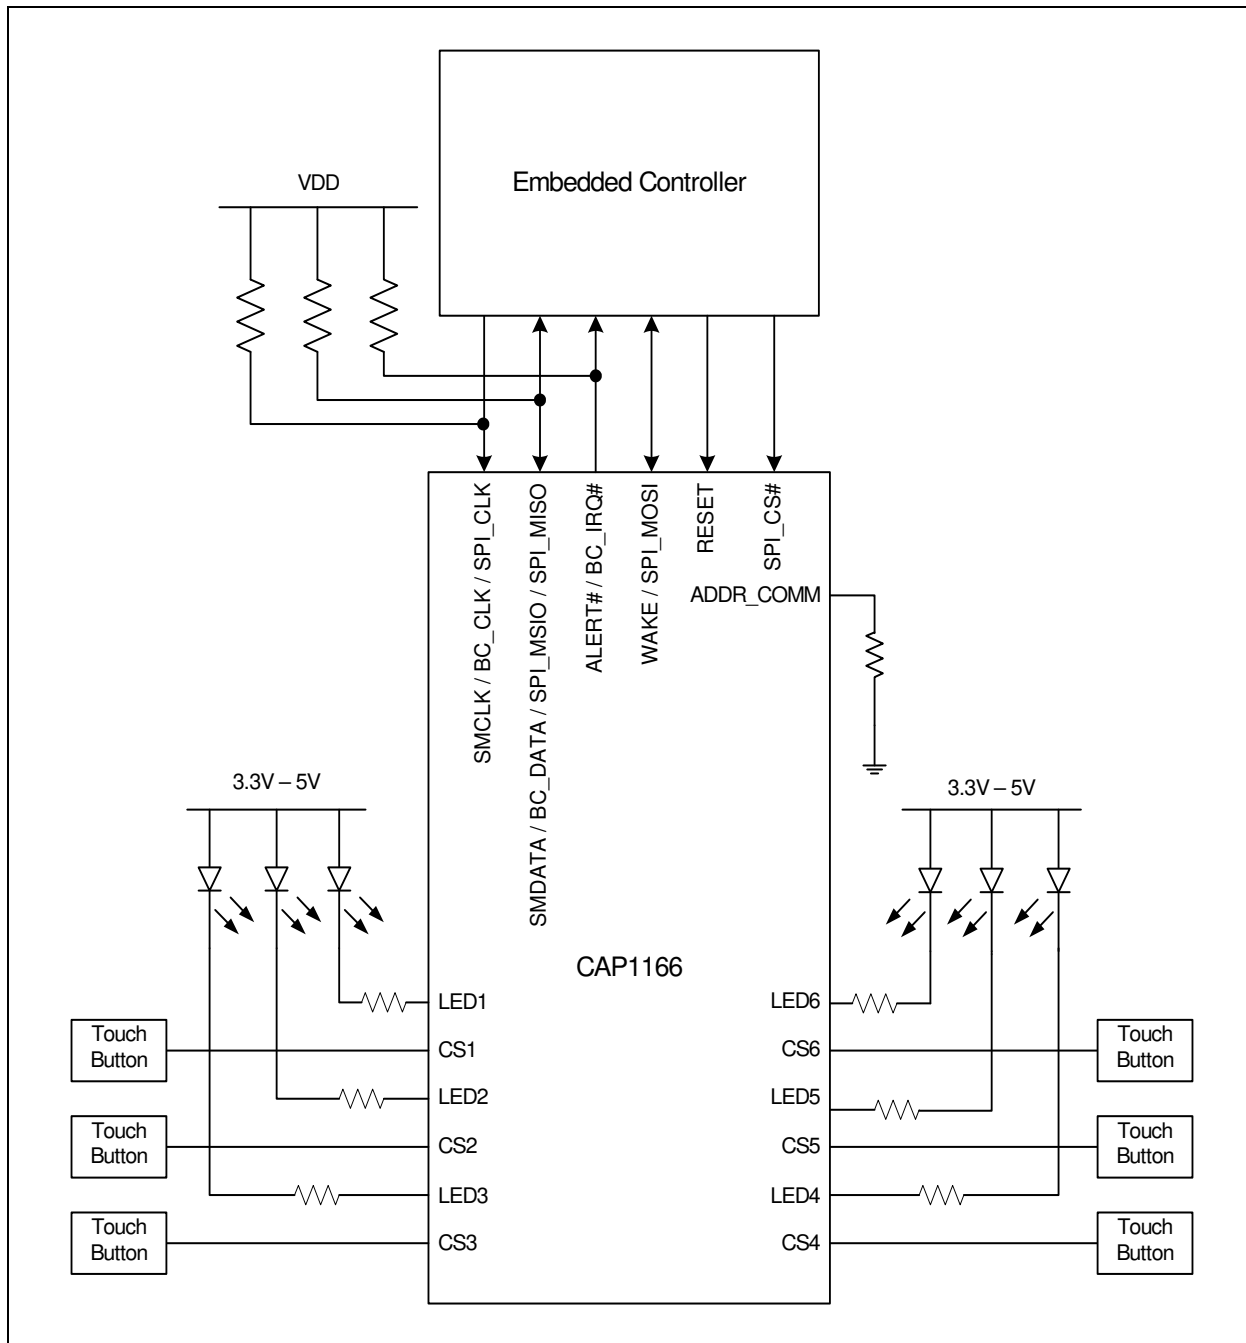 Embedded Controller
VDD
SMCLK / BC_CLK / SPI_CLK
SMDATA / BC_DATA / SPI_MSIO / SPI_MISO
ALERT# / BC_IRQ#
WAKE / SPI_MOSI
RESET
SPI_CS#
ADDR_COMM
3.3V – 5V
3.3V – 5V
CAP1166
LED1
LED6
Touch
Button
CS1
CS6
Touch
Button
LED2
LED5
Touch
Button
CS2
CS5
Touch
Button
LED3
LED4
Touch
Button
CS3
CS4
Touch
Button